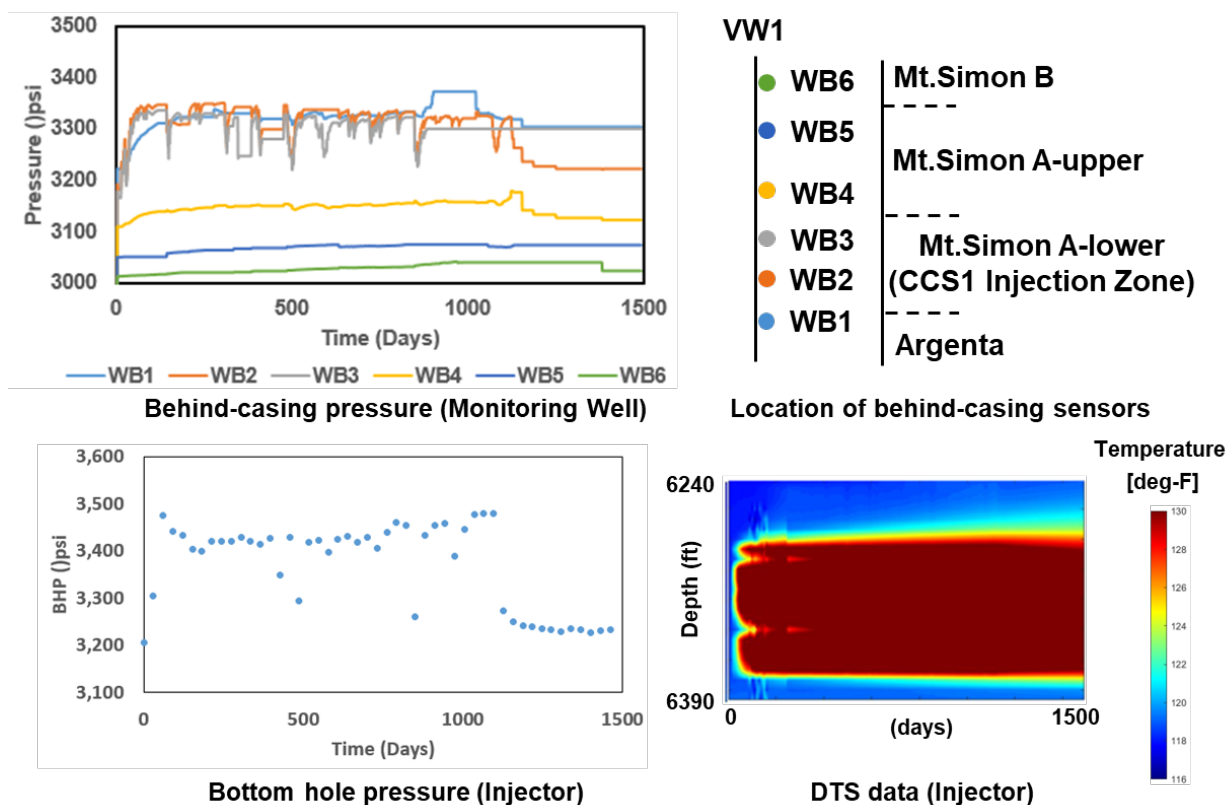 3500
3400
3300
3200
3100
3000
Pressure ()psi
0 500 1000 1500
Time (Days)
WB1 WB2 WB3 WB4 WB5 WB6
Behind-casing pressure (Monitoring Well)
VW1
WB6
WB5
WB4
WB3
WB2
WB1
Mt.Simon B
Mt.Simon A-upper
Mt.Simon A-lower
(CCS1 Injection Zone)
Argenta
Location of behind-casing sensors
3,600
3,500
3,400
3,300
3,200
3,100
BHP ()psi
0 500 1000 1500
Time (Days)
Bottom hole pressure (Injector)
Temperature
[deg-F]
6240
Depth (ft)
6390
0 1500
(days)
130
128
126
124
122
120
118
116
DTS data (Injector)